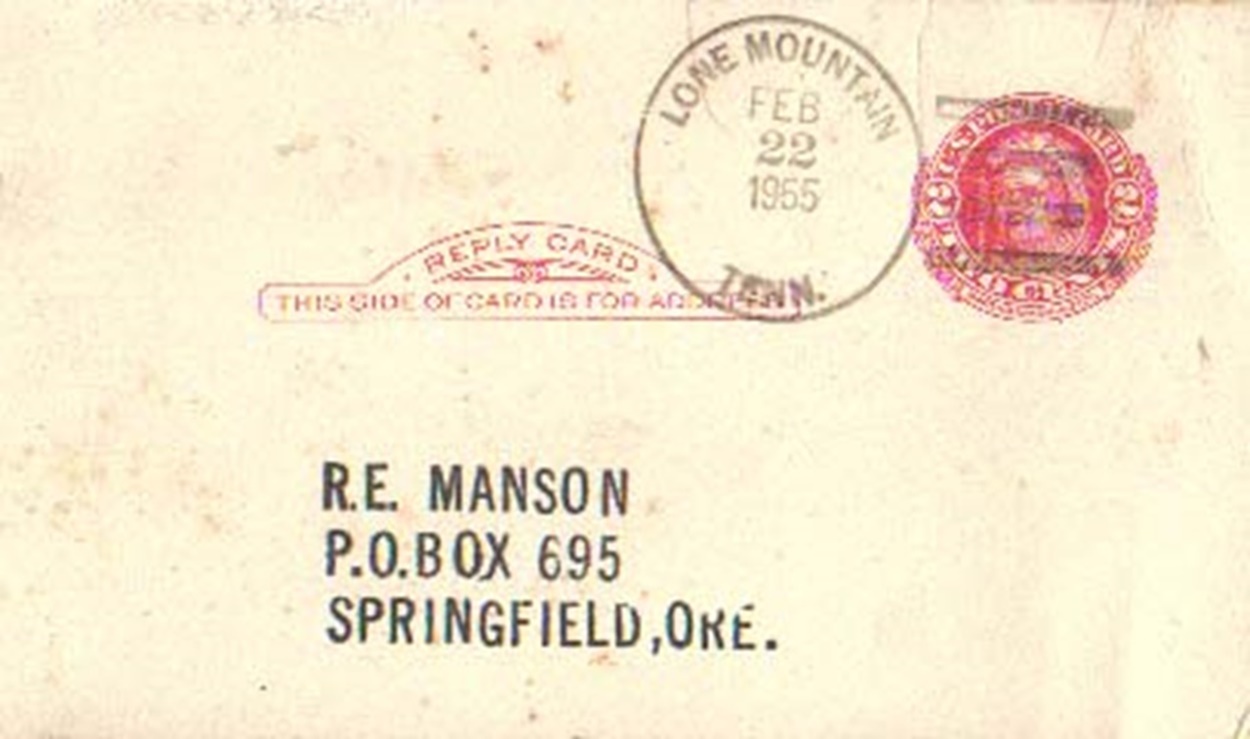 LONE MOUNTAIN
FEB
22
1955
TENN.
REPLY CARD
THIS SIDE OF CARD IS FOR ADDRESS
R.E. MANSON
P.O.BOX 695
SPRINGFIELD,ORE.